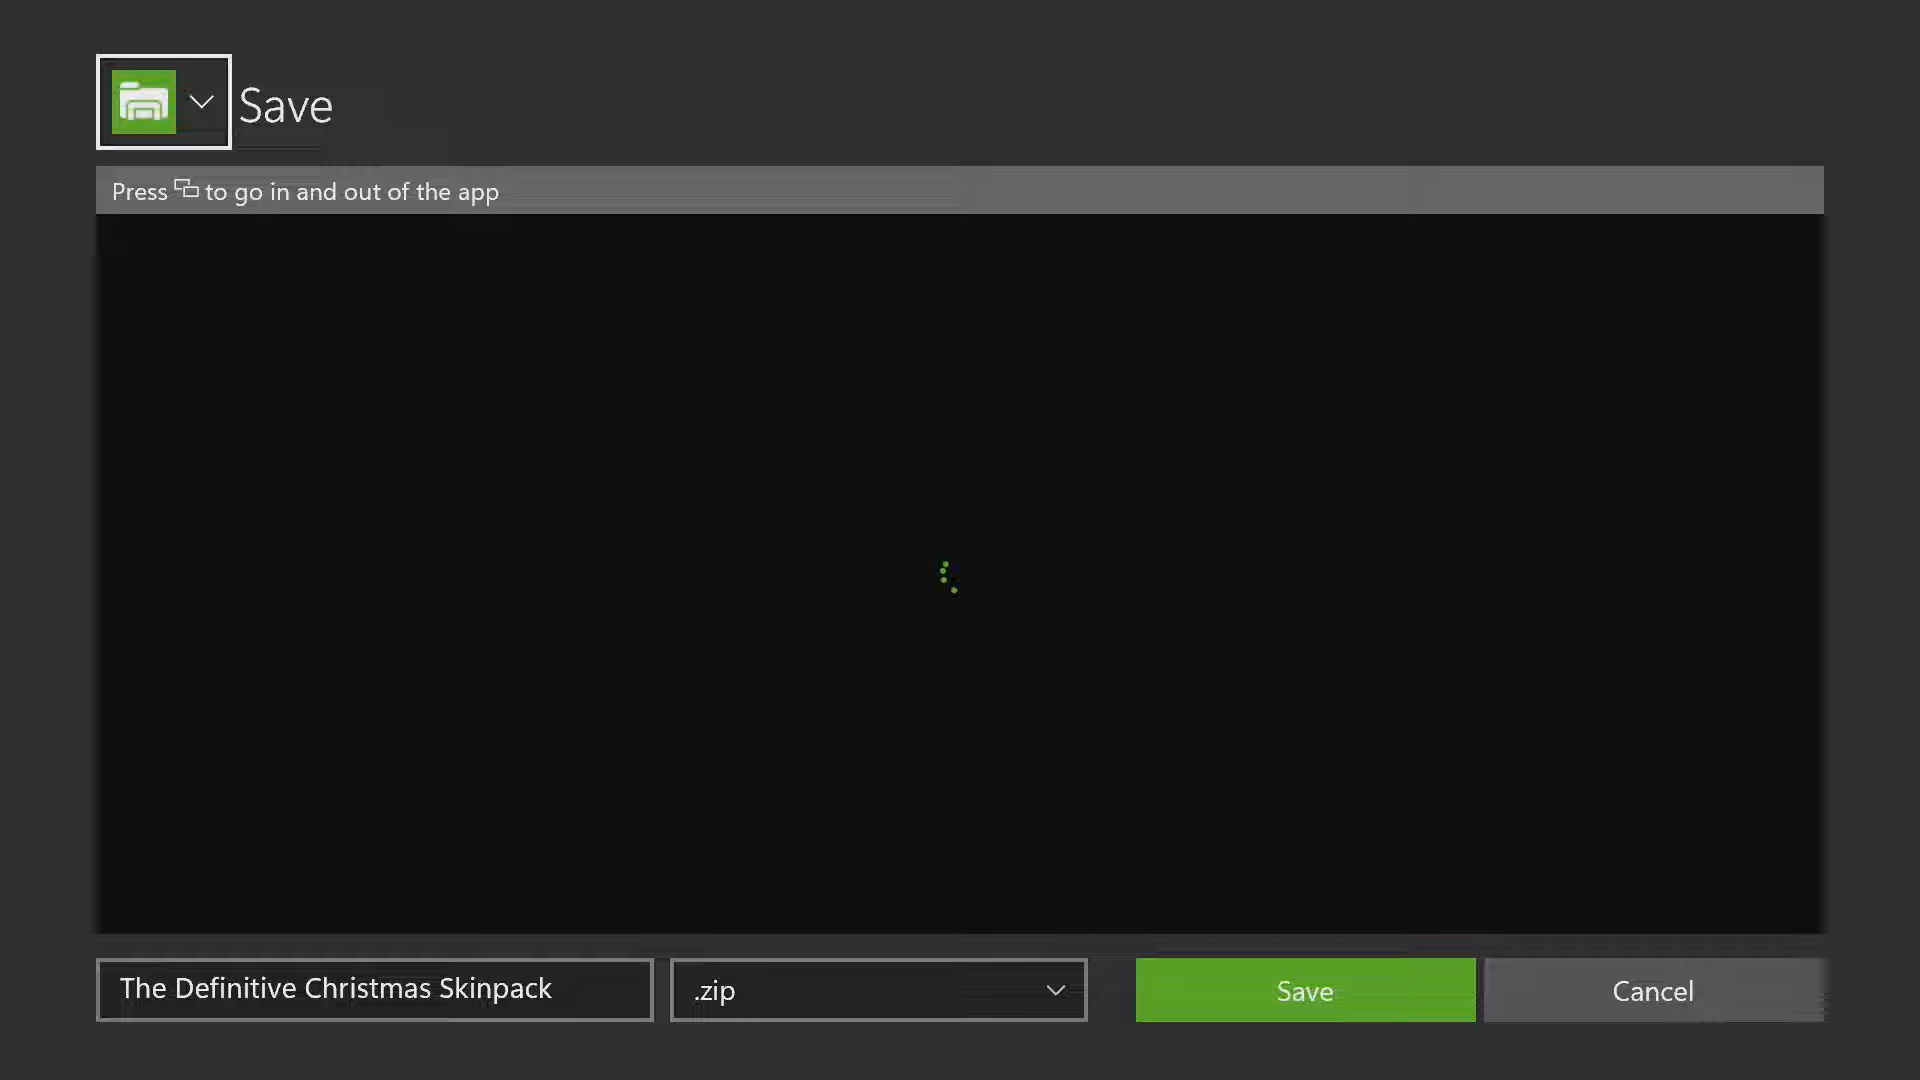 Save
Press to go in and out of the app
The Definitive Christmas Skinpack
.zip
Save
Cancel